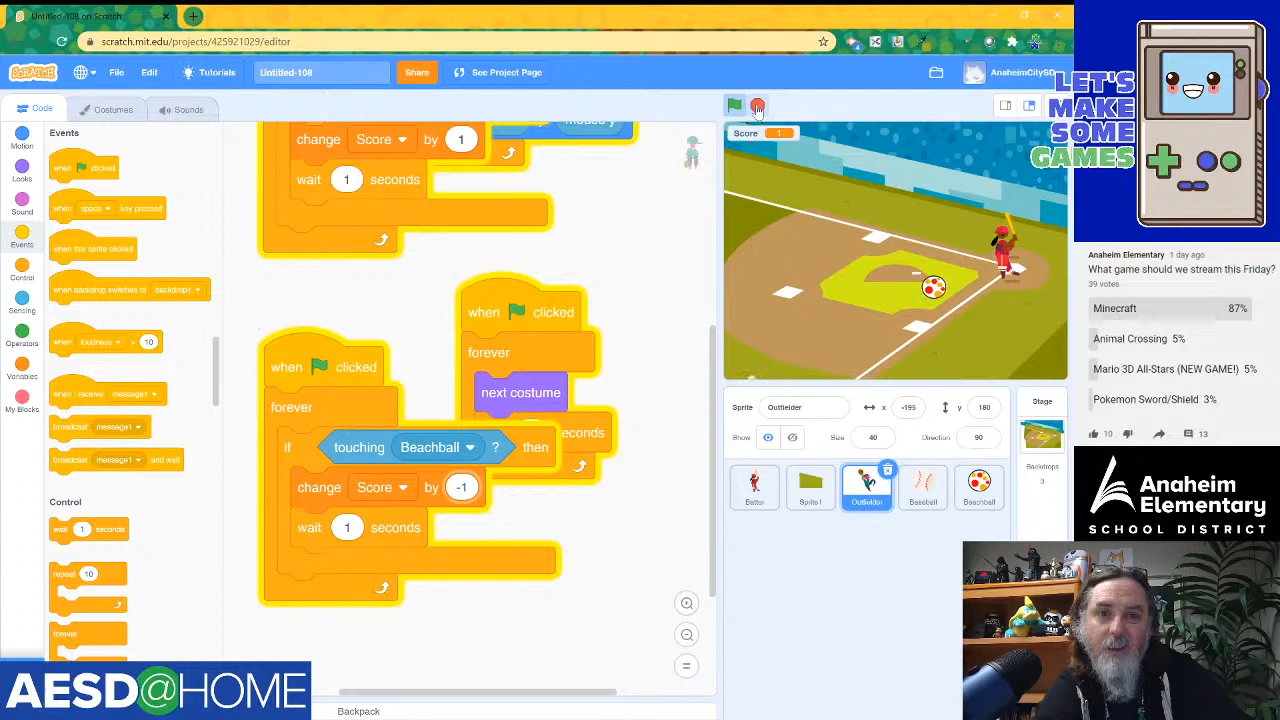 Untitled-108 on Scratch
scratch.mit.edu/projects/425921029/editor
SCRATCH
File
Edit
Tutorials
Untitled-108
Share
See Project Page
AnaheimCitySD
Code
Costumes
Sounds
Motion
Looks
Sound
Events
Control
Sensing
Operators
Variables
My Blocks
Events
when clicked
when space key pressed
when this sprite clicked
when backdrop switches to backdrop1
when loudness > 10
when I receive message1
broadcast message1
broadcast message1 and wait
Control
wait 1 seconds
repeat 10
forever
change Score by 1
mouse y
wait 1 seconds
when clicked
forever
next costume
seconds
when clicked
forever
if touching Beachball ? then
change Score by -1
wait 1 seconds
Backpack
Score 1
Sprite Outfielder x -195 y 180
Show Size 40 Direction 90
Batter
Sprite1
Outfielder
Baseball
Beachball
Stage
Backdrops
3
LET'S
MAKE
SOME
GAMES
Anaheim Elementary 1 day ago
What game should we stream this Friday?
39 votes
Minecraft 87%
Animal Crossing 5%
Mario 3D All-Stars (NEW GAME!) 5%
Pokemon Sword/Shield 3%
10
13
Anaheim
Elementary
SCHOOL DISTRICT
AESD@HOME